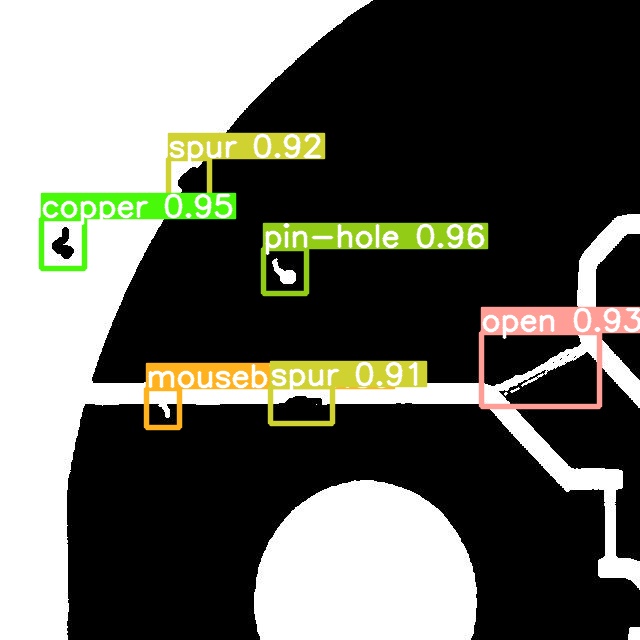 spur 0.92
copper 0.95
pin-hole 0.96
open 0.93
mouseb
spur 0.91